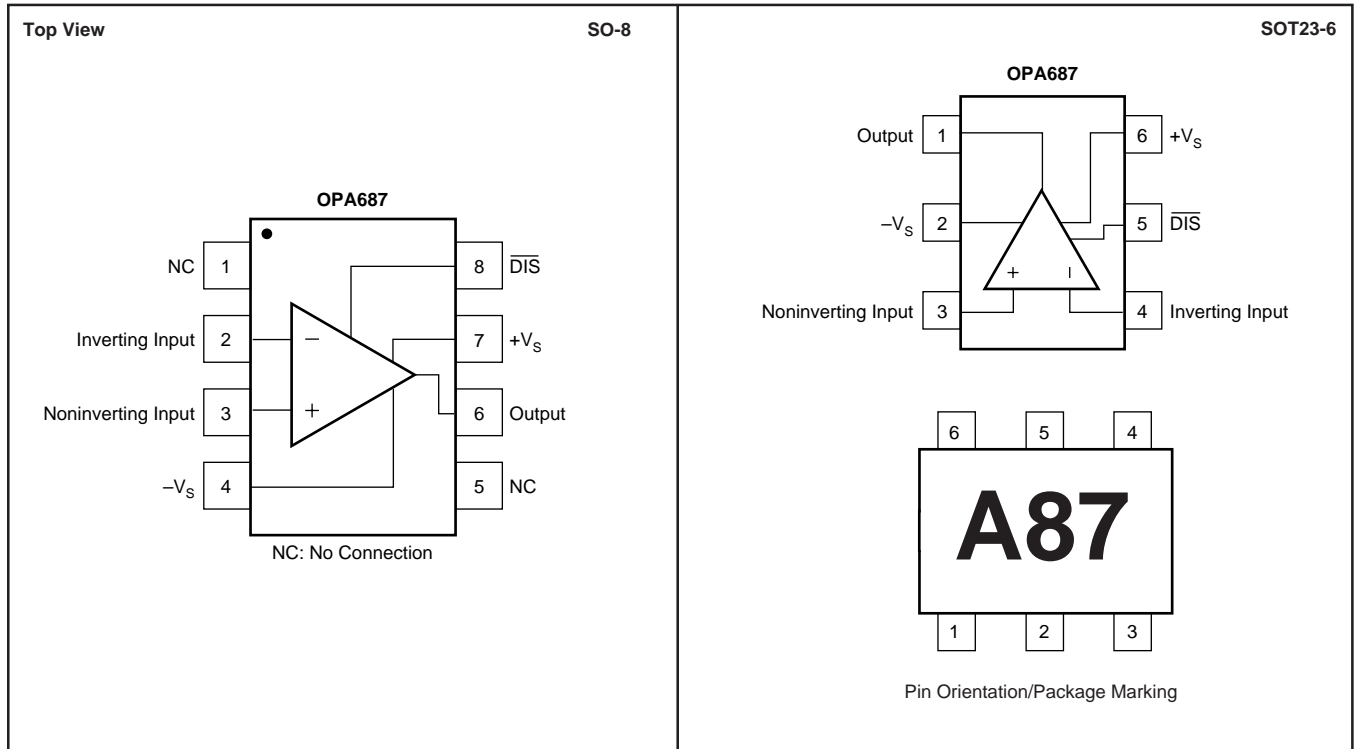 Top View
SO-8
OPA687
NC 1
8 D̅I̅S̅
Inverting Input 2
7 +VS
Noninverting Input 3
6 Output
–VS 4
5 NC
− +
NC: No Connection
SOT23-6
OPA687
Output 1
6 +VS
–VS 2
5 D̅I̅S̅
Noninverting Input 3
4 Inverting Input
+ −
6 5 4
A87
1 2 3
Pin Orientation/Package Marking